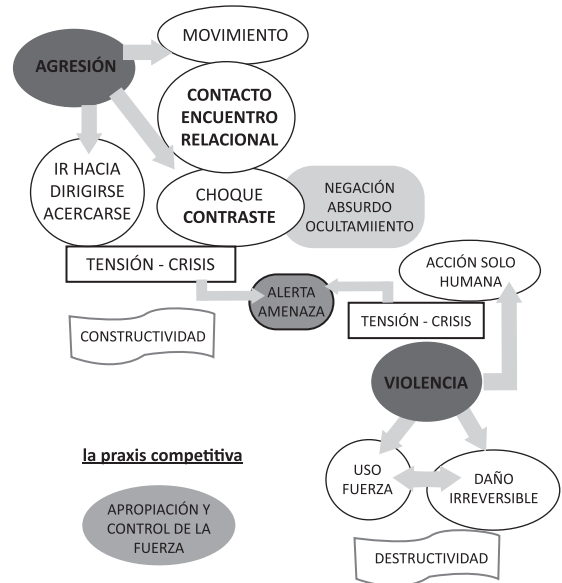 MOVIMIENTO
AGRESIÓN
CONTACTO
ENCUENTRO
RELACIONAL
IR HACIA
DIRIGIRSE
ACERCARSE
CHOQUE
CONTRASTE
NEGACIÓN
ABSURDO
OCULTAMIIENTO
TENSIÓN - CRISIS
ACCIÓN SOLO
HUMANA
ALERTA
AMENAZA
TENSIÓN - CRISIS
CONSTRUCTIVIDAD
VIOLENCIA
la praxis competitiva
USO
FUERZA
DAÑO
IRREVERSIBLE
APROPIACIÓN Y
CONTROL DE LA
FUERZA
DESTRUCTIVIDAD